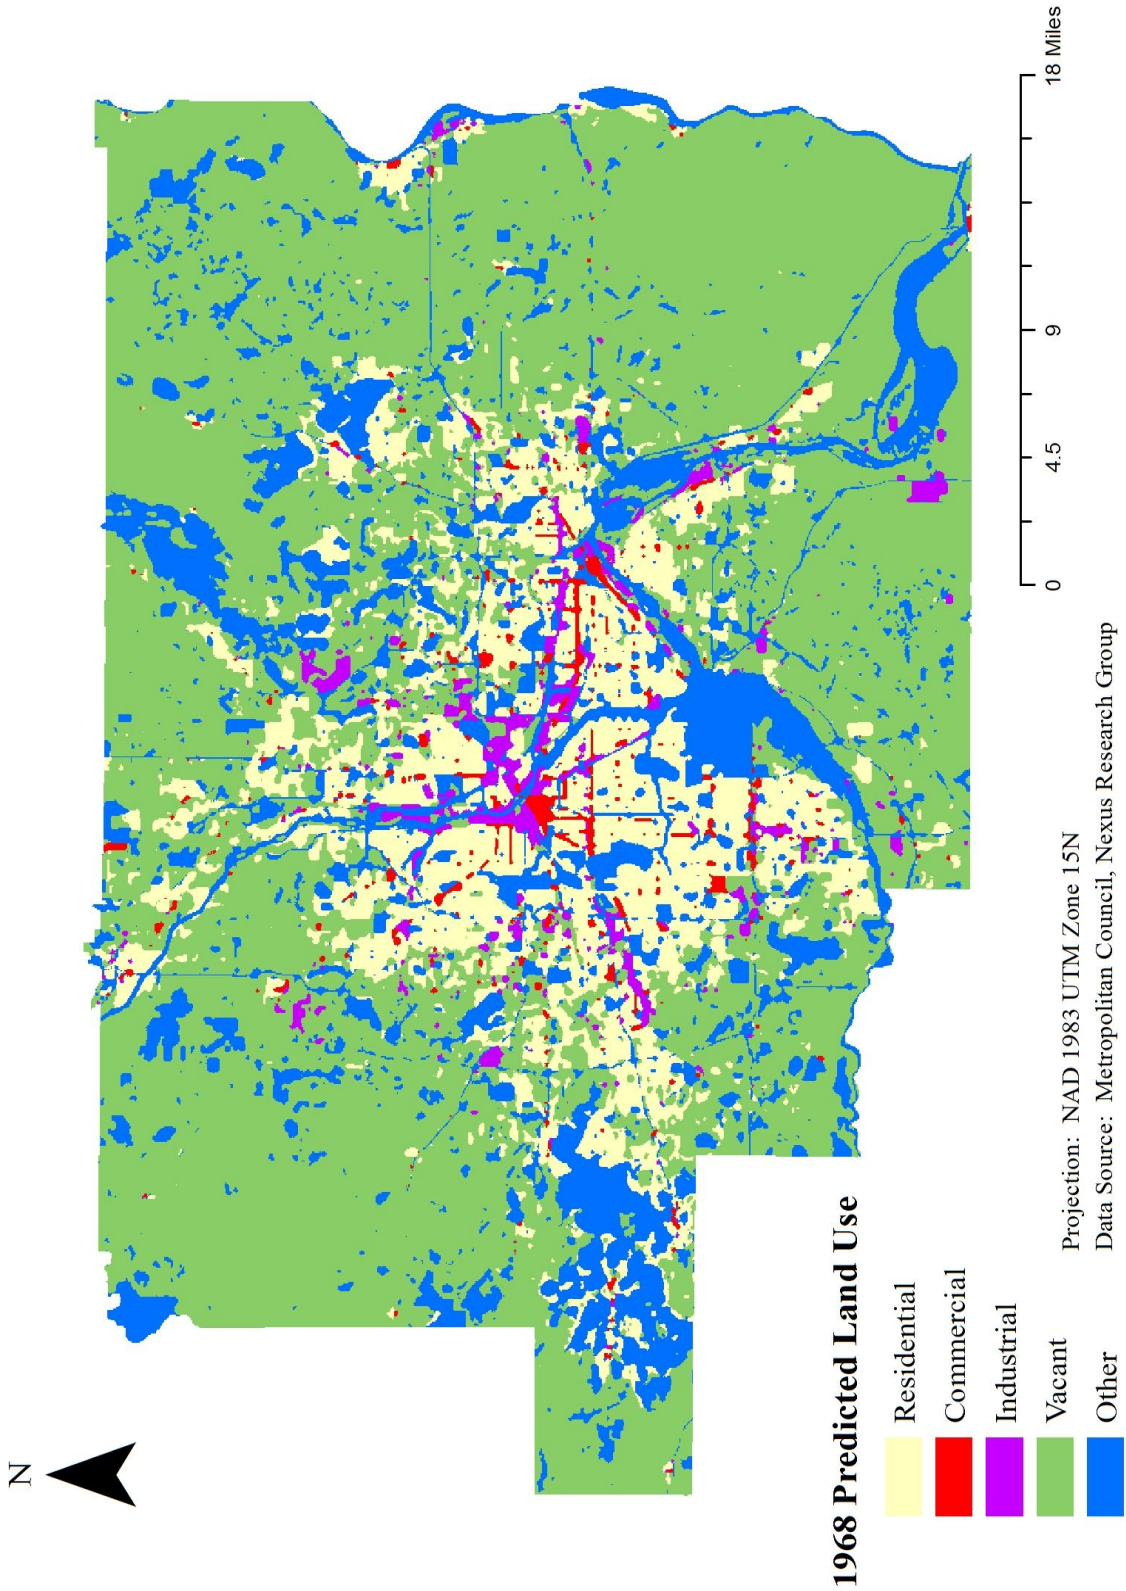 N
1968 Predicted Land Use
Residential
Commercial
Industrial
Vacant
Other
0 4.5 9 18 Miles
Projection: NAD 1983 UTM Zone 15N
Data Source: Metropolitan Council, Nexus Research Group